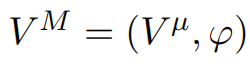 V^M = (V^μ, φ)